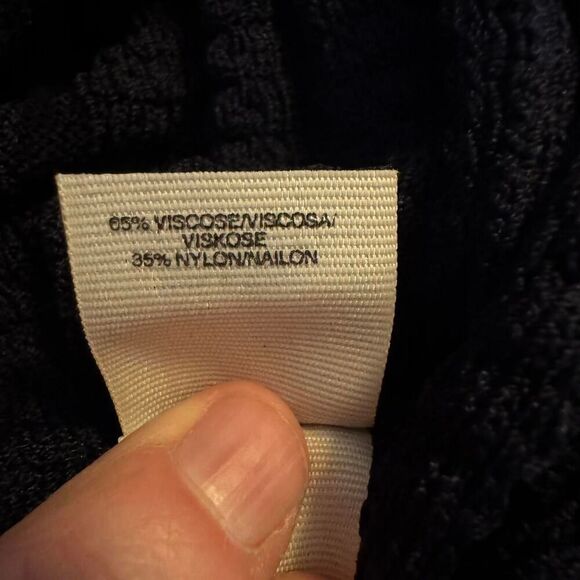 65% VISCOSE/VISCOSA/
VISKOSE
35% NYLON/NAILON